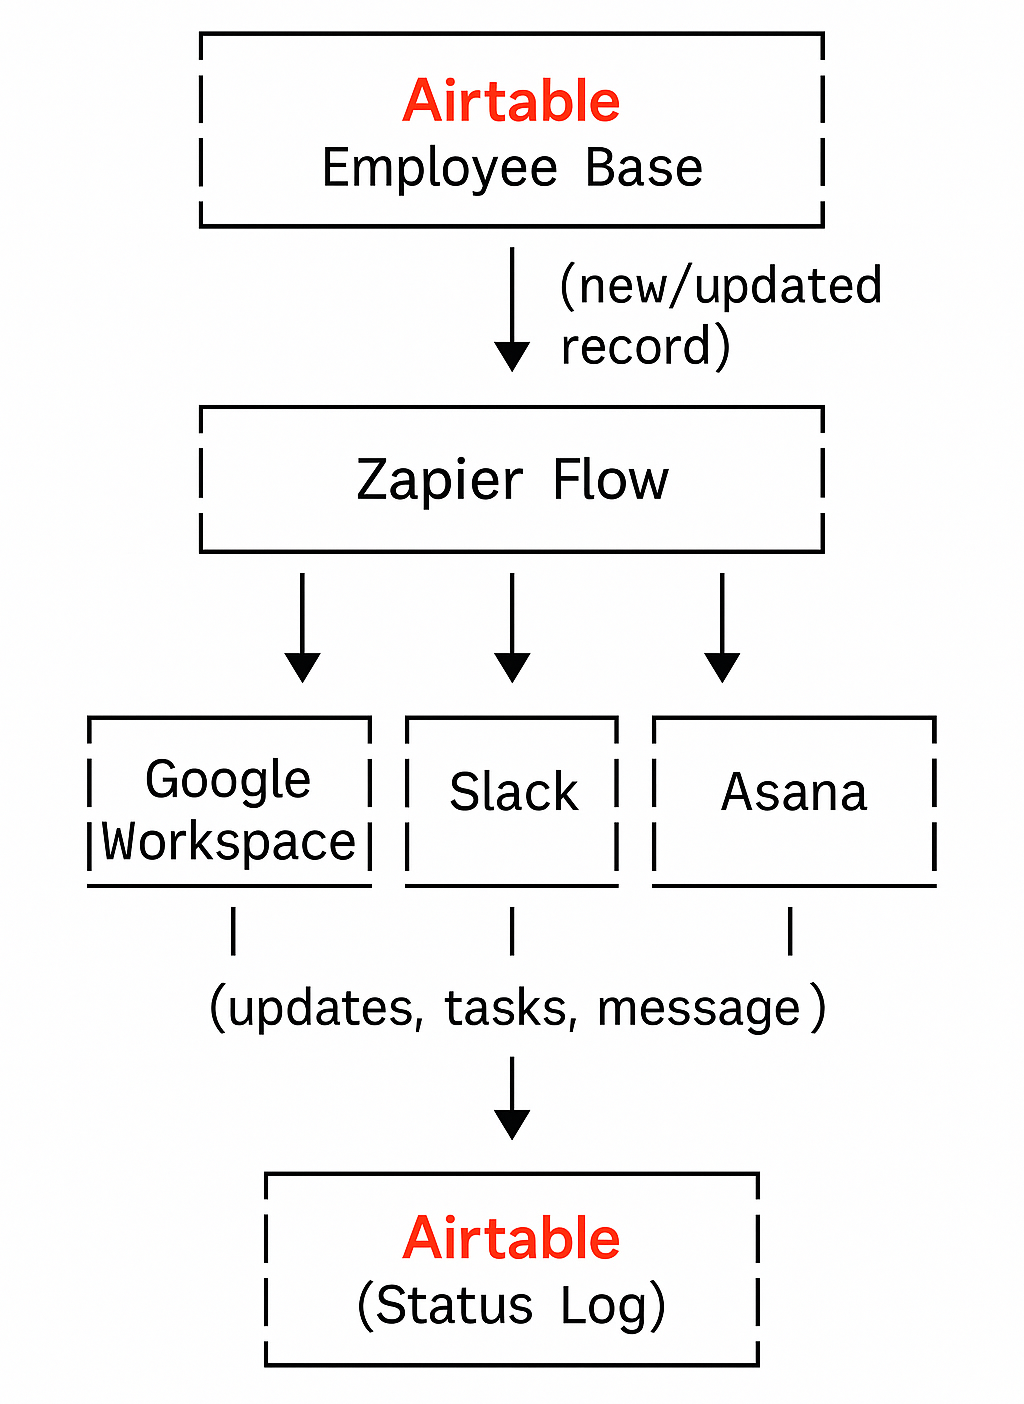 Airtable
Employee Base
(new/updated
record)
Zapier Flow
Google
Workspace
Slack
Asana
(updates, tasks, message)
Airtable
(Status Log)